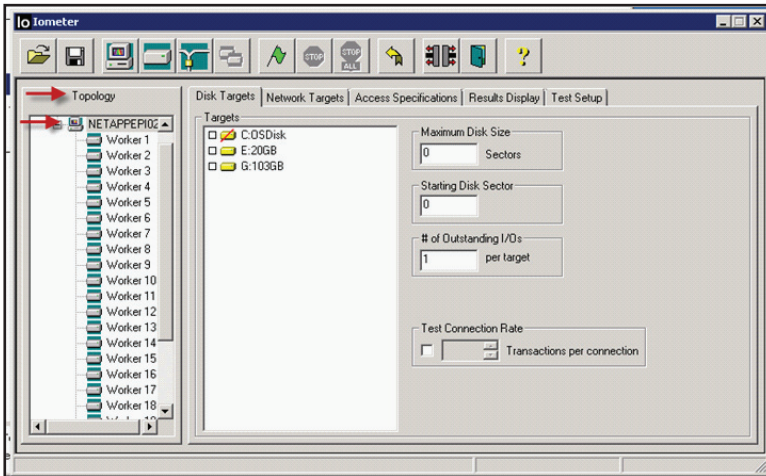 Iometer
STOP
STOP
ALL
Topology
NETAPPEPI02
Worker 1
Worker 2
Worker 3
Worker 4
Worker 5
Worker 6
Worker 7
Worker 8
Worker 9
Worker 10
Worker 11
Worker 12
Worker 13
Worker 14
Worker 15
Worker 16
Worker 17
Worker 18
Disk Targets
Network Targets
Access Specifications
Results Display
Test Setup
Targets
C:OSDisk
E:20GB
G:103GB
Maximum Disk Size
0 Sectors
Starting Disk Sector
0
# of Outstanding I/Os
1 per target
Test Connection Rate
Transactions per connection